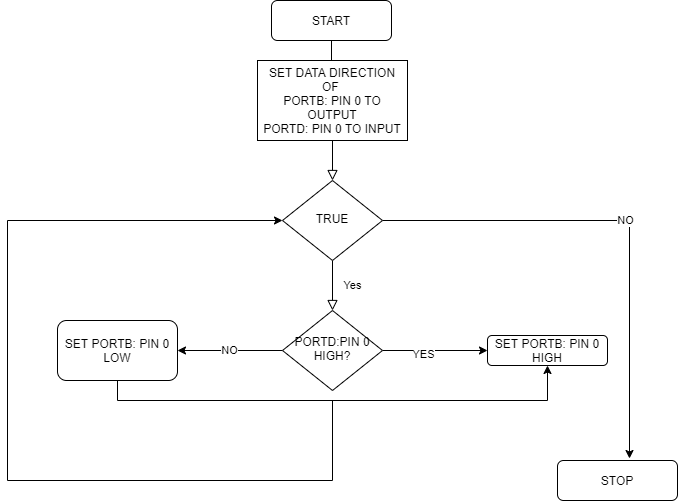 START
SET DATA DIRECTION
OF
PORTB: PIN 0 TO
OUTPUT
PORTD: PIN 0 TO INPUT
TRUE
NO
Yes
PORTD:PIN 0
HIGH?
NO
YES
SET PORTB: PIN 0
LOW
SET PORTB: PIN 0
HIGH
STOP